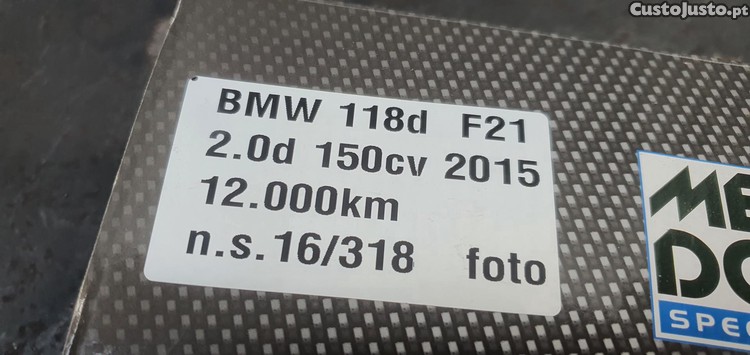 CustoJusto.pt
BMW 118d F21
2.0d 150cv 2015
12.000km
n.s.16/318 foto